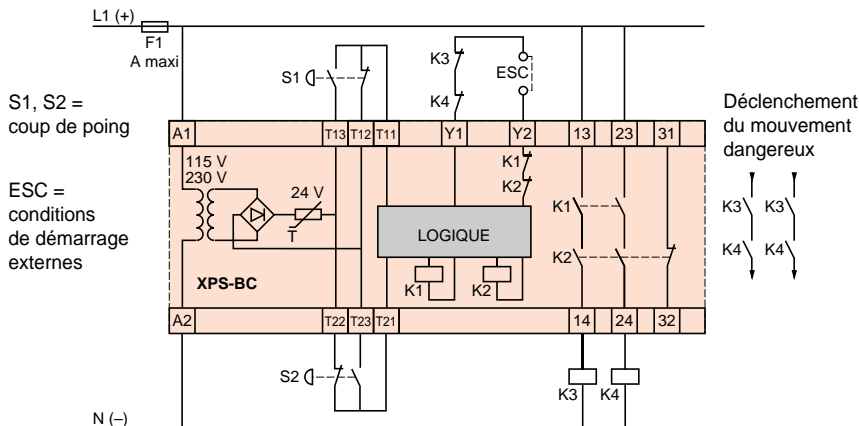 L1 (+)
F1
A maxi
S1
K3
K4
ESC
S1, S2 =
coup de poing
ESC =
conditions
de démarrage
externes
A1
T13
T12
T11
Y1
Y2
13
23
31
115 V
230 V
24 V
T
K1
K2
LOGIQUE
K1
K2
K1
K2
XPS-BC
A2
T22
T23
T21
14
24
32
S2
K3
K4
N (–)
Déclenchement
du mouvement
dangereux
K3
K3
K4
K4